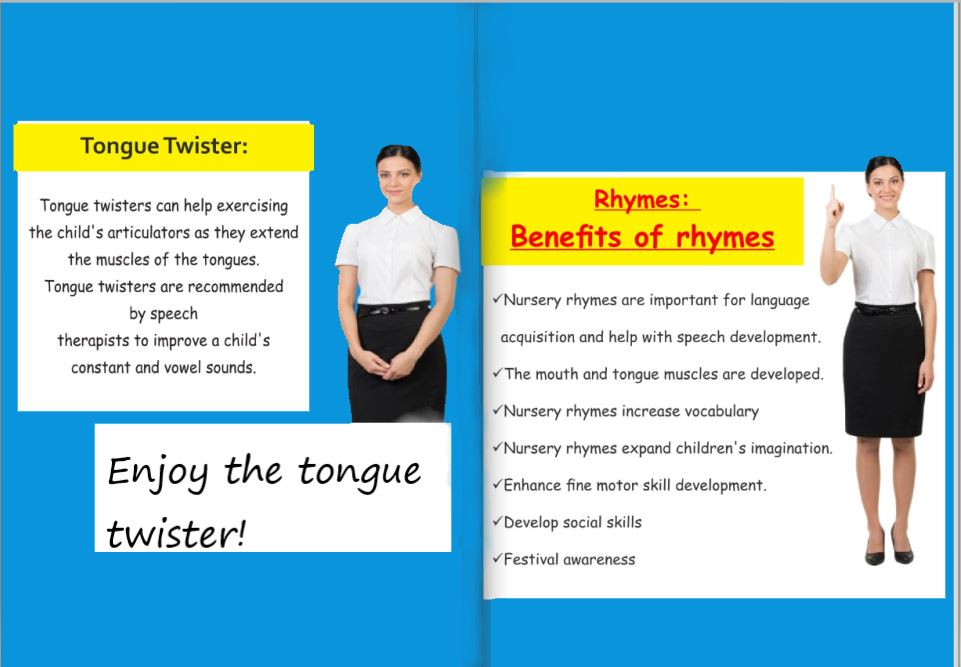 Tongue Twister:
Tongue twisters can help exercising
the child's articulators as they extend
the muscles of the tongues.
Tongue twisters are recommended
by speech
therapists to improve a child's
constant and vowel sounds.
Enjoy the tongue
twister!
Rhymes:
Benefits of rhymes
✓Nursery rhymes are important for language
acquisition and help with speech development.
✓The mouth and tongue muscles are developed.
✓Nursery rhymes increase vocabulary
✓Nursery rhymes expand children's imagination.
✓Enhance fine motor skill development.
✓Develop social skills
✓Festival awareness